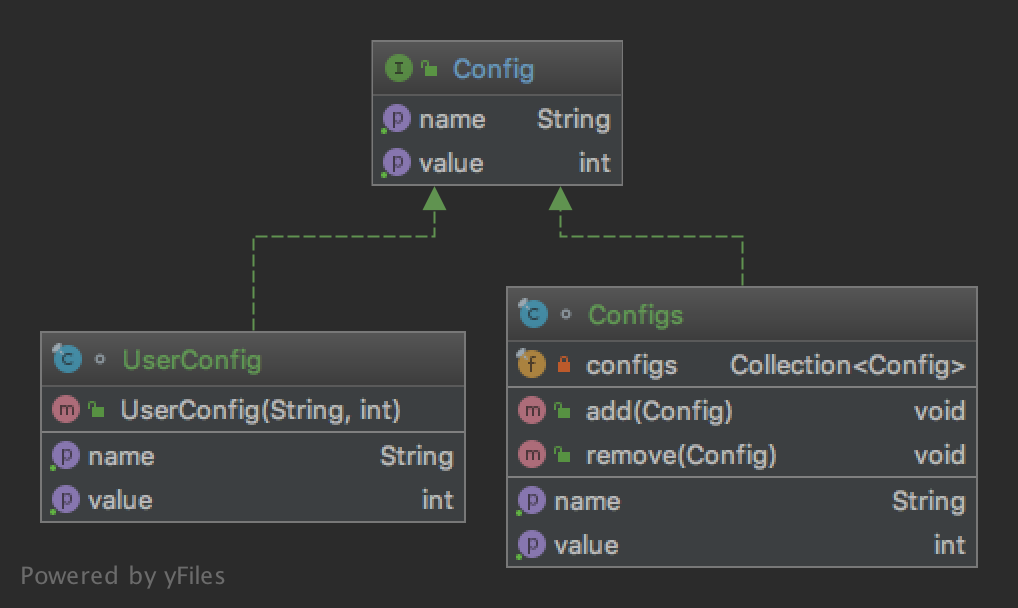 Config
name String
value int
UserConfig
UserConfig(String, int)
name String
value int
Configs
configs Collection<Config>
add(Config) void
remove(Config) void
name String
value int
Powered by yFiles